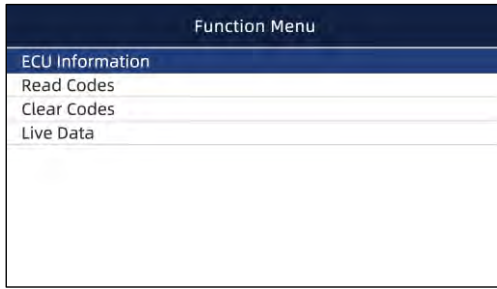 Function Menu
ECU Information
Read Codes
Clear Codes
Live Data